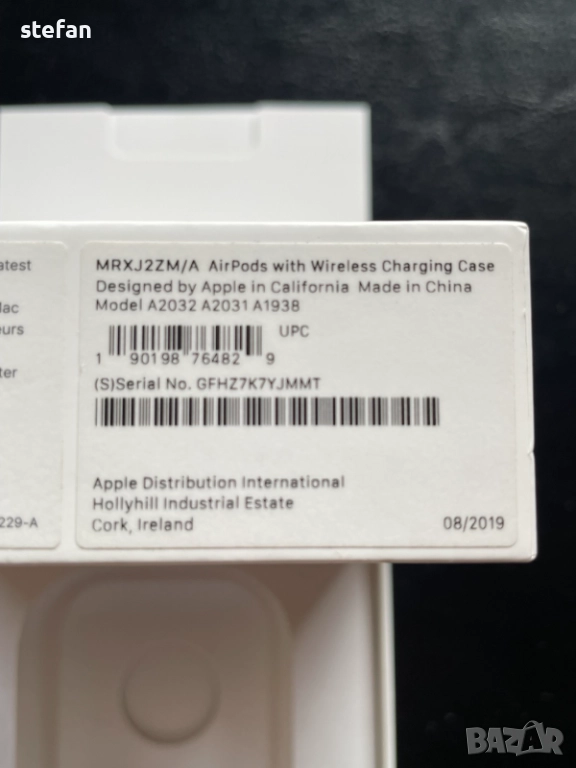 stefan
atest
Mac
eurs
ter
229-A
MRXJ2ZM/A AirPods with Wireless Charging Case
Designed by Apple in California Made in China
Model A2032 A2031 A1938
UPC
1 90198 76482 9
(S)Serial No. GFHZ7K7YJMMT
Apple Distribution International
Hollyhill Industrial Estate
Cork, Ireland
08/2019
BAZAR